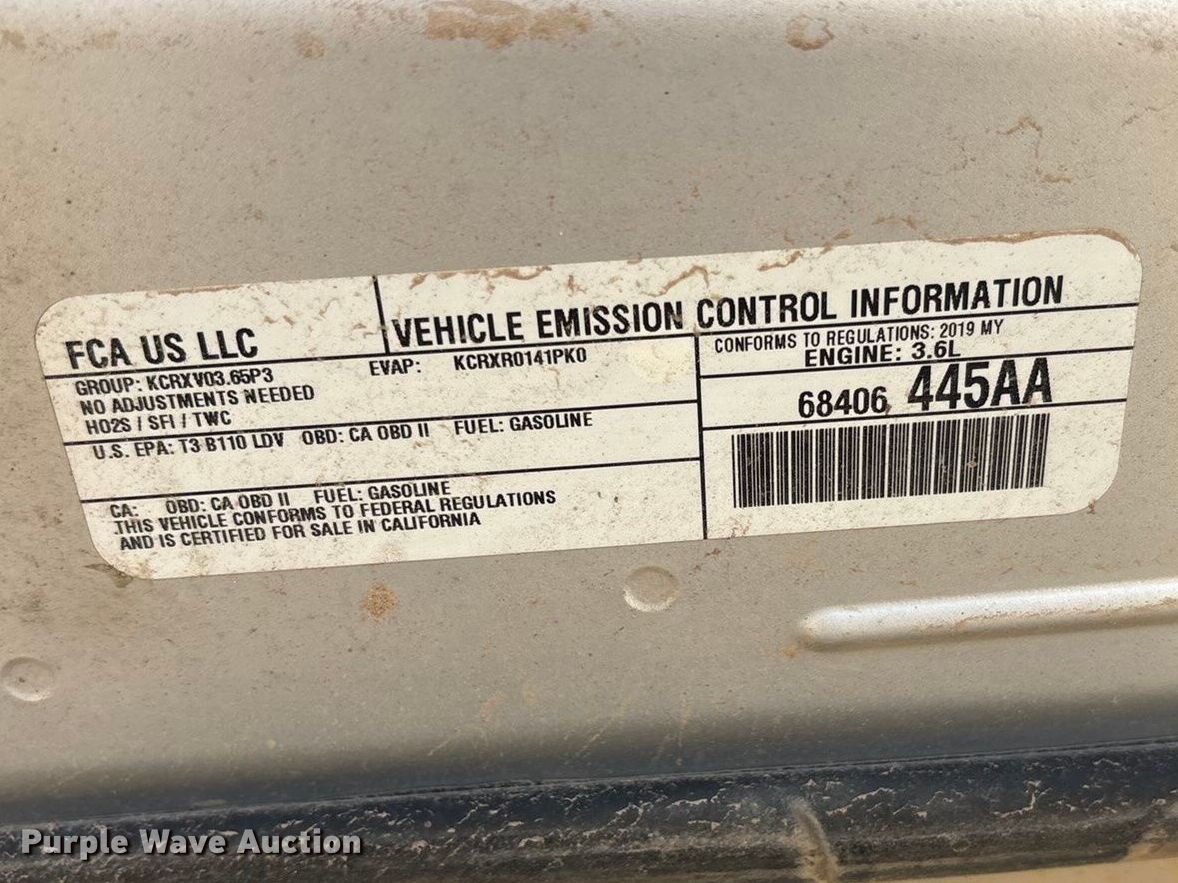 FCA US LLC
VEHICLE EMISSION CONTROL INFORMATION
GROUP: KCRXV03.65P3
EVAP: KCRXR0141PK0
NO ADJUSTMENTS NEEDED
HO2S / SFI / TWC
U.S. EPA: T3 B110 LDV OBD: CA OBD II FUEL: GASOLINE
CA: OBD: CA OBD II FUEL: GASOLINE
THIS VEHICLE CONFORMS TO FEDERAL REGULATIONS
AND IS CERTIFIED FOR SALE IN CALIFORNIA
CONFORMS TO REGULATIONS: 2019 MY
ENGINE: 3.6L
68406 445AA
Purple Wave Auction